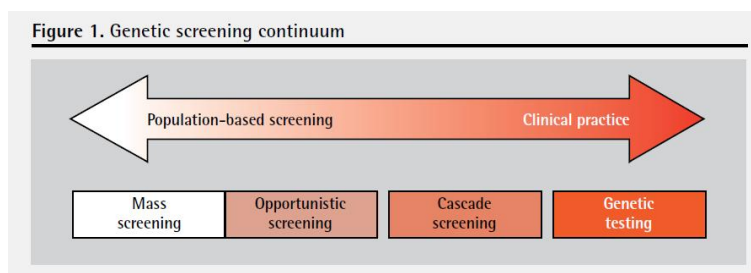 Figure 1. Genetic screening continuum
Population-based screening Clinical practice
Mass Opportunistic Cascade Genetic
screening screening screening testing